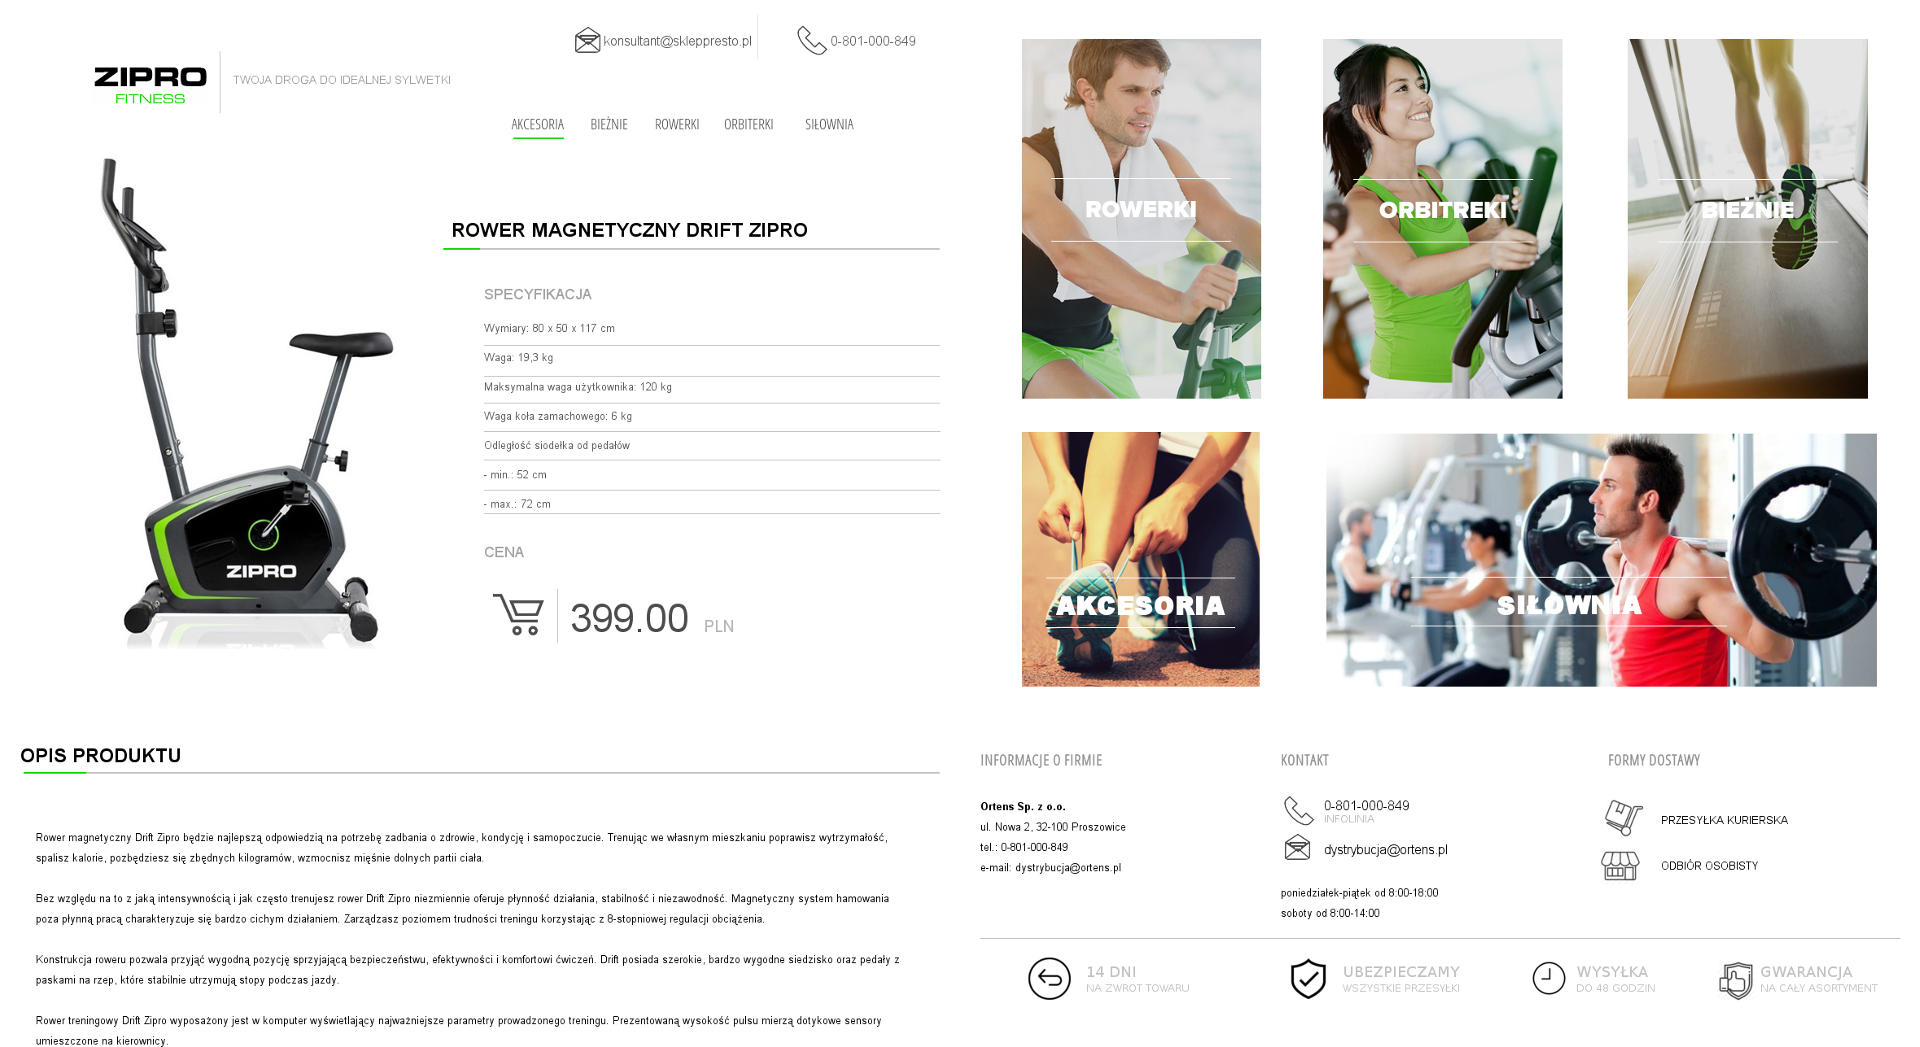 konsultant@skleppresto.pl
0-801-000-849
ZIPRO
FITNESS
TWOJA DROGA DO IDEALNEJ SYLWETKI
AKCESORIA
BIEŻNIE
ROWERKI
ORBITERKI
SIŁOWNIA
ZIPRO
ROWER MAGNETYCZNY DRIFT ZIPRO
SPECYFIKACJA
Wymiary: 80 x 50 x 117 cm
Waga: 19,3 kg
Maksymalna waga użytkownika: 120 kg
Waga koła zamachowego: 6 kg
Odległość siodełka od pedałów
- min.: 52 cm
- max.: 72 cm
CENA
399.00 PLN
OPIS PRODUKTU
Rower magnetyczny Drift Zipro będzie najlepszą odpowiedzią na potrzebę zadbania o zdrowie, kondycję i samopoczucie. Trenując we własnym mieszkaniu poprawisz wytrzymałość,
spalisz kalorie, pozbędziesz się zbędnych kilogramów, wzmocnisz mięśnie dolnych partii ciała.
Bez względu na to z jaką intensywnością i jak często trenujesz rower Drift Zipro niezmiennie oferuje płynność działania, stabilność i niezawodność. Magnetyczny system hamowania
poza płynną pracą charakteryzuje się bardzo cichym działaniem. Zarządzasz poziomem trudności treningu korzystając z 8-stopniowej regulacji obciążenia.
Konstrukcja roweru pozwala przyjąć wygodną pozycję sprzyjającą bezpieczeństwu, efektywności i komfortowi ćwiczeń. Drift posiada szerokie, bardzo wygodne siedzisko oraz pedały z
paskami na rzep, które stabilnie utrzymują stopy podczas jazdy.
Rower treningowy Drift Zipro wyposażony jest w komputer wyświetlający najważniejsze parametry prowadzonego treningu. Prezentowaną wysokość pulsu mierzą dotykowe sensory
umieszczone na kierownicy.
ROWERKI
ORBITREKI
BIEŻNIE
AKCESORIA
SIŁOWNIA
INFORMACJE O FIRMIE
Ortens Sp. z o.o.
ul. Nowa 2, 32-100 Proszowice
tel.: 0-801-000-849
e-mail: dystrybucja@ortens.pl
KONTAKT
0-801-000-849
INFOLINIA
dystrybucja@ortens.pl
poniedziałek-piątek od 8:00-18:00
soboty od 8:00-14:00
FORMY DOSTAWY
PRZESYŁKA KURIERSKA
ODBIÓR OSOBISTY
14 DNI
NA ZWROT TOWARU
UBEZPIECZAMY
WSZYSTKIE PRZESYŁKI
WYSYŁKA
DO 48 GODZIN
GWARANCJA
NA CAŁY ASORTYMENT